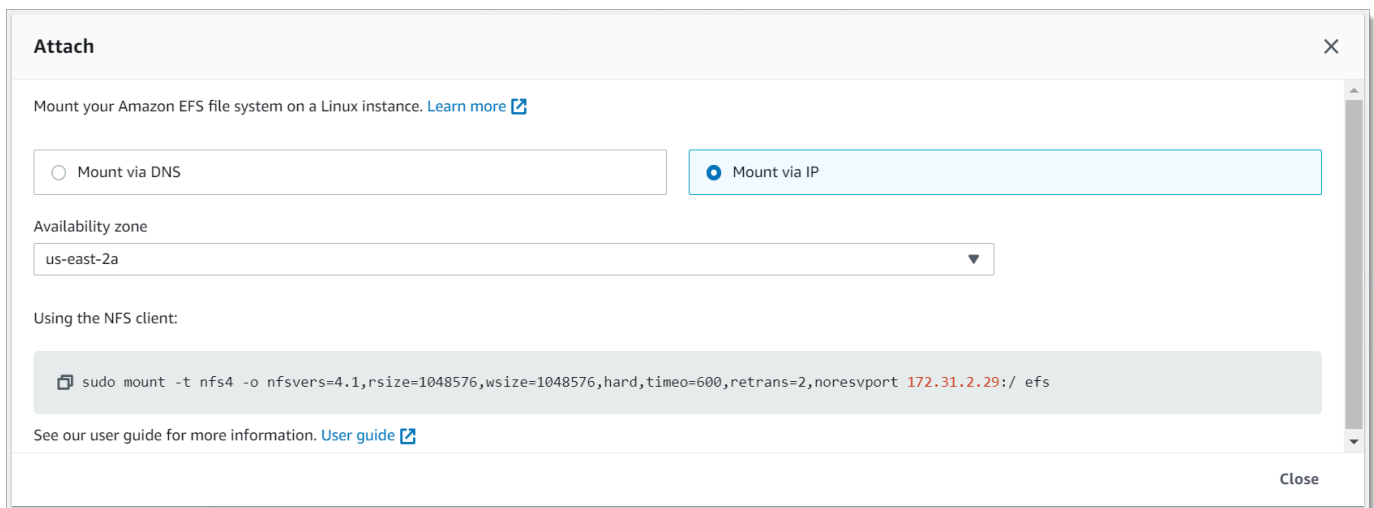 Attach
Mount your Amazon EFS file system on a Linux instance. Learn more
Mount via DNS
Mount via IP
Availability zone
us-east-2a
Using the NFS client:
sudo mount -t nfs4 -o nfsvers=4.1,rsize=1048576,wsize=1048576,hard,timeo=600,retrans=2,noresvport 172.31.2.29:/ efs
See our user guide for more information. User guide
Close